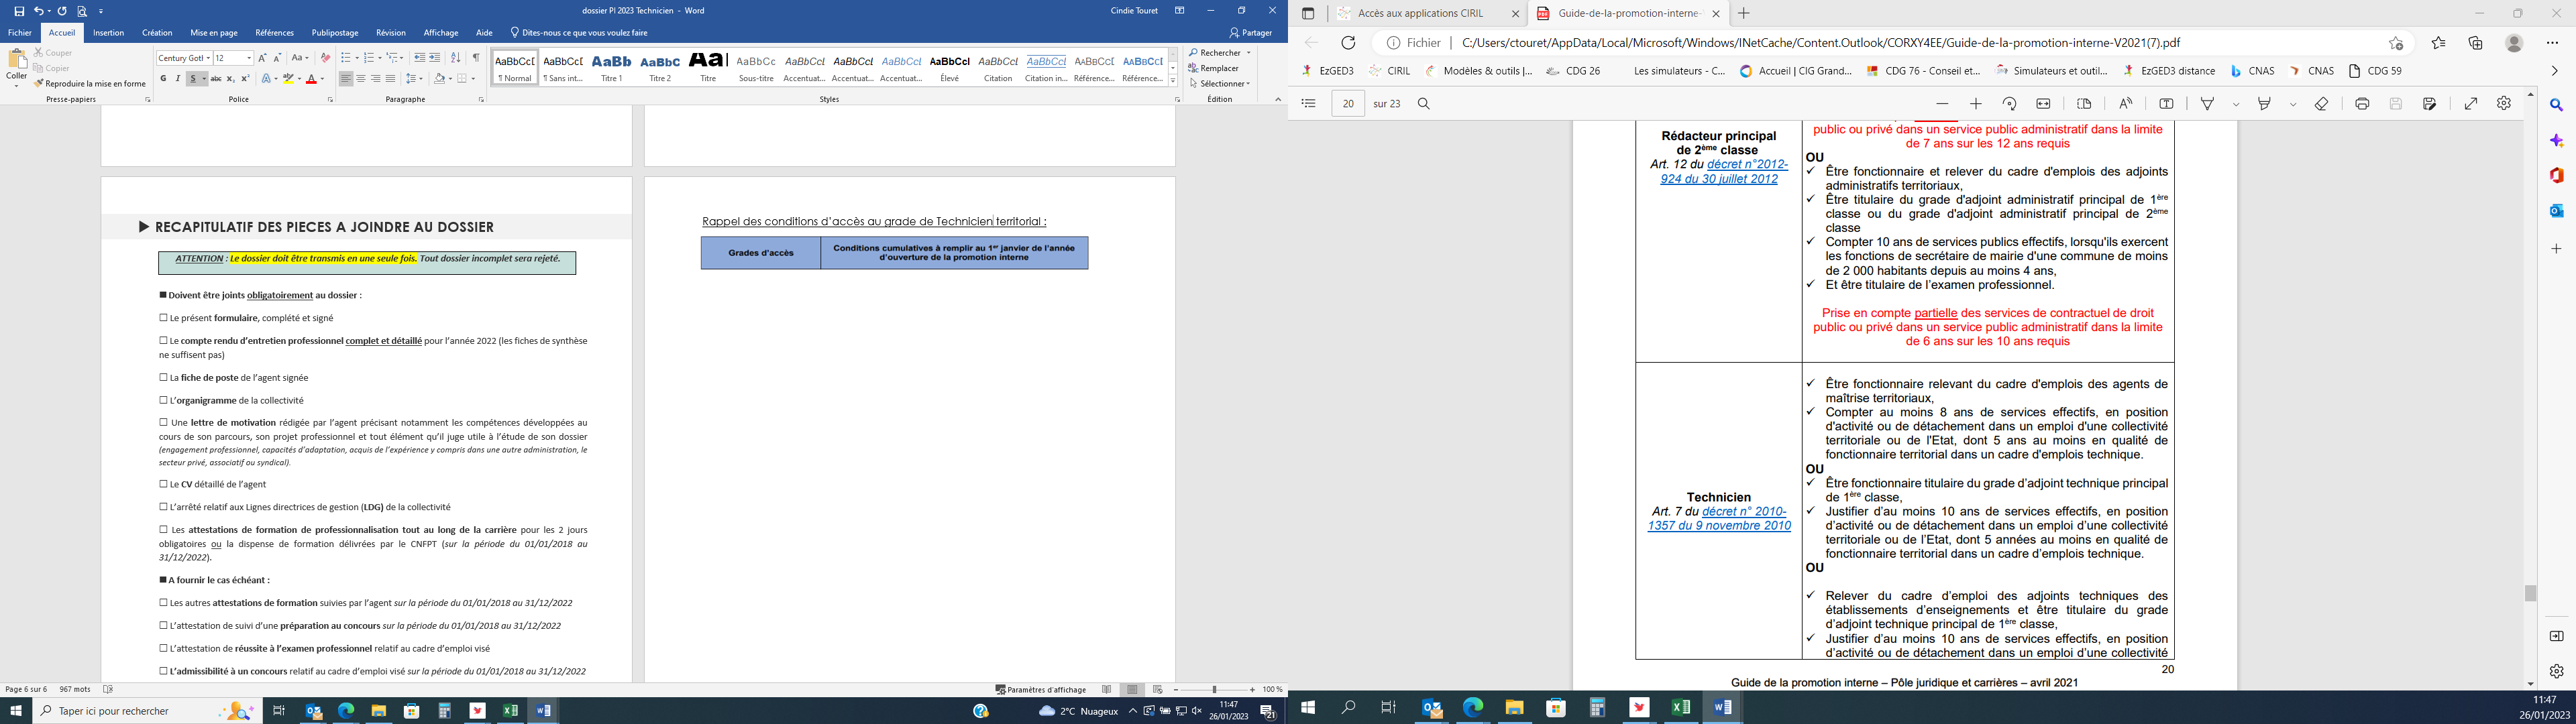 dossier PI 2023 Technicien - Word
Cindie Touret
Fichier Accueil Insertion Création Mise en page Références Publipostage Révision Affichage Aide Dites-nous ce que vous voulez faire
Partager
Coller
Couper
Copier
Reproduire la mise en forme
Presse-papiers
Century Gotl 12
G I S abc x₂ x²
Police
Paragraphe
AaBbCcI AaBbCcI AaBb AaBbC AaB AaBbCc AaBbCcI AaBbCcI AaBbCcI AaBbCcI AaBbCcI AaBbCcI AABBCCI AABBCCI
¶ Normal ¶ Sans int... Titre 1 Titre 2 Titre Sous-titre Accentuat... Accentuat... Accentuat... Élevé Citation Citation in... Référence... Référence...
Styles
Rechercher
Remplacer
Sélectionner
Édition
▶ RECAPITULATIF DES PIECES A JOINDRE AU DOSSIER
ATTENTION : Le dossier doit être transmis en une seule fois. Tout dossier incomplet sera rejeté.
■ Doivent être joints obligatoirement au dossier :
☐ Le présent formulaire, complété et signé
☐ Le compte rendu d'entretien professionnel complet et détaillé pour l'année 2022 (les fiches de synthèse
ne suffisent pas)
☐ La fiche de poste de l'agent signée
☐ L'organigramme de la collectivité
☐ Une lettre de motivation rédigée par l'agent précisant notamment les compétences développées au
cours de son parcours, son projet professionnel et tout élément qu'il juge utile à l'étude de son dossier
(engagement professionnel, capacités d'adaptation, acquis de l'expérience y compris dans une autre administration, le
secteur privé, associatif ou syndical).
☐ Le CV détaillé de l'agent
☐ L'arrêté relatif aux Lignes directrices de gestion (LDG) de la collectivité
☐ Les attestations de formation de professionnalisation tout au long de la carrière pour les 2 jours
obligatoires ou la dispense de formation délivrées par le CNFPT (sur la période du 01/01/2018 au
31/12/2022).
■ A fournir le cas échéant :
☐ Les autres attestations de formation suivies par l'agent sur la période du 01/01/2018 au 31/12/2022
☐ L'attestation de suivi d'une préparation au concours sur la période du 01/01/2018 au 31/12/2022
☐ L'attestation de réussite à l'examen professionnel relatif au cadre d'emploi visé
☐ L'admissibilité à un concours relatif au cadre d'emploi visé sur la période du 01/01/2018 au 31/12/2022
Rappel des conditions d'accès au grade de Technicien territorial :
Grades d'accès
Conditions cumulatives à remplir au 1er janvier de l'année
d'ouverture de la promotion interne
Page 6 sur 6 967 mots
Paramètres d'affichage
100 %
Taper ici pour rechercher
2°C Nuageux
11:47
26/01/2023
21
Accès aux applications CIRIL
Guide-de-la-promotion-interne-
Fichier C:/Users/ctouret/AppData/Local/Microsoft/Windows/INetCache/Content.Outlook/CORXY4EE/Guide-de-la-promotion-interne-V2021(7).pdf
EzGED3 CIRIL Modèles & outils |... CDG 26 Les simulateurs - C... Accueil | CIG Grand... CDG 76 - Conseil et... Simulateurs et outil... EzGED3 distance CNAS CNAS CDG 59
20 sur 23
Rédacteur principal
de 2ème classe
Art. 12 du décret n°2012-
924 du 30 juillet 2012
public ou privé dans un service public administratif dans la limite
de 7 ans sur les 12 ans requis
OU
✓ Être fonctionnaire et relever du cadre d'emplois des adjoints
administratifs territoriaux,
✓ Être titulaire du grade d'adjoint administratif principal de 1ère
classe ou du grade d'adjoint administratif principal de 2ème
classe
✓ Compter 10 ans de services publics effectifs, lorsqu'ils exercent
les fonctions de secrétaire de mairie d'une commune de moins
de 2 000 habitants depuis au moins 4 ans,
✓ Et être titulaire de l'examen professionnel.
Prise en compte partielle des services de contractuel de droit
public ou privé dans un service public administratif dans la limite
de 6 ans sur les 10 ans requis
Technicien
Art. 7 du décret n° 2010-
1357 du 9 novembre 2010
✓ Être fonctionnaire relevant du cadre d'emplois des agents de
maîtrise territoriaux,
✓ Compter au moins 8 ans de services effectifs, en position
d'activité ou de détachement dans un emploi d'une collectivité
territoriale ou de l'Etat, dont 5 ans au moins en qualité de
fonctionnaire territorial dans un cadre d'emplois technique.
OU
✓ Être fonctionnaire titulaire du grade d'adjoint technique principal
de 1ère classe,
✓ Justifier d'au moins 10 ans de services effectifs, en position
d'activité ou de détachement dans un emploi d'une collectivité
territoriale ou de l'Etat, dont 5 années au moins en qualité de
fonctionnaire territorial dans un cadre d'emplois technique.
OU
✓ Relever du cadre d'emploi des adjoints techniques des
établissements d'enseignements et être titulaire du grade
d'adjoint technique principal de 1ère classe,
✓ Justifier d'au moins 10 ans de services effectifs, en position
d'activité ou de détachement dans un emploi d'une collectivité
20
Guide de la promotion interne – Pôle juridique et carrières – avril 2021
11:47
26/01/2023